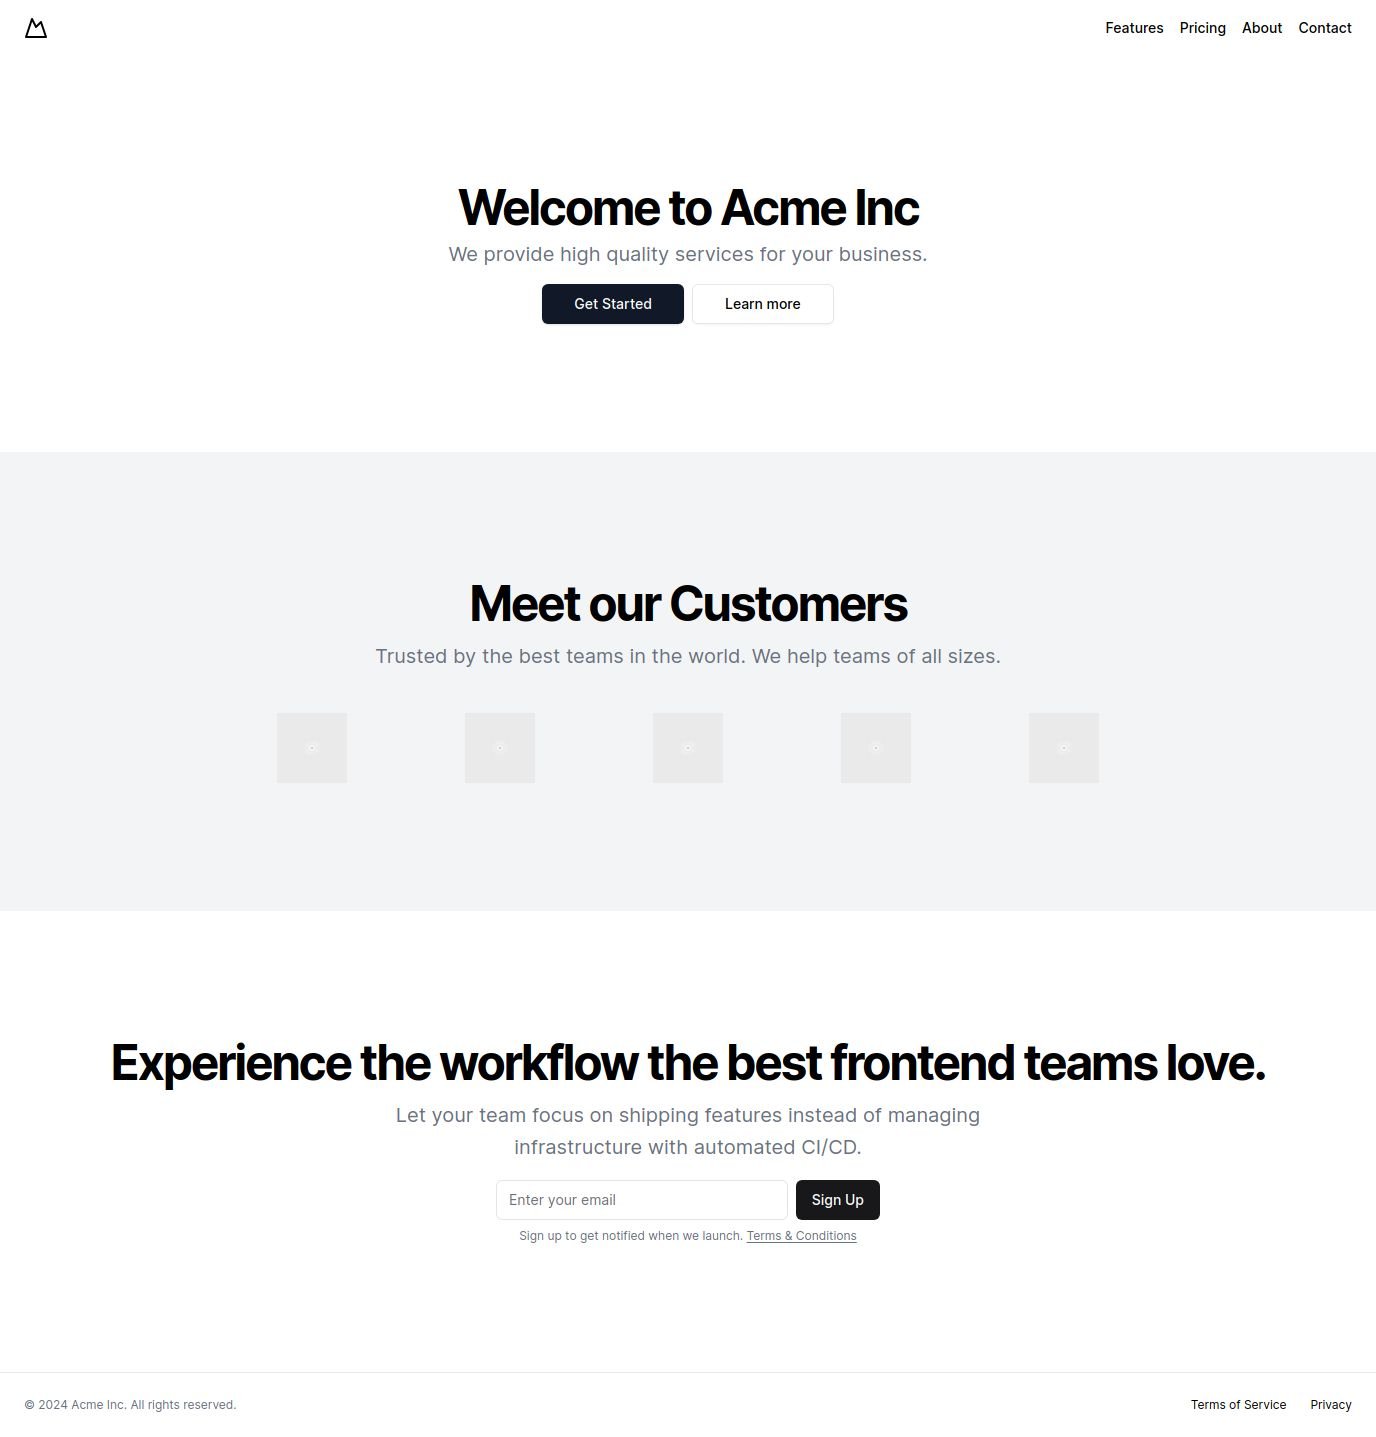 Features Pricing About Contact
Welcome to Acme Inc
We provide high quality services for your business.
Get Started Learn more
Meet our Customers
Trusted by the best teams in the world. We help teams of all sizes.
Experience the workflow the best frontend teams love.
Let your team focus on shipping features instead of managing
infrastructure with automated CI/CD.
Enter your email Sign Up
Sign up to get notified when we launch. Terms & Conditions
© 2024 Acme Inc. All rights reserved. Terms of Service Privacy